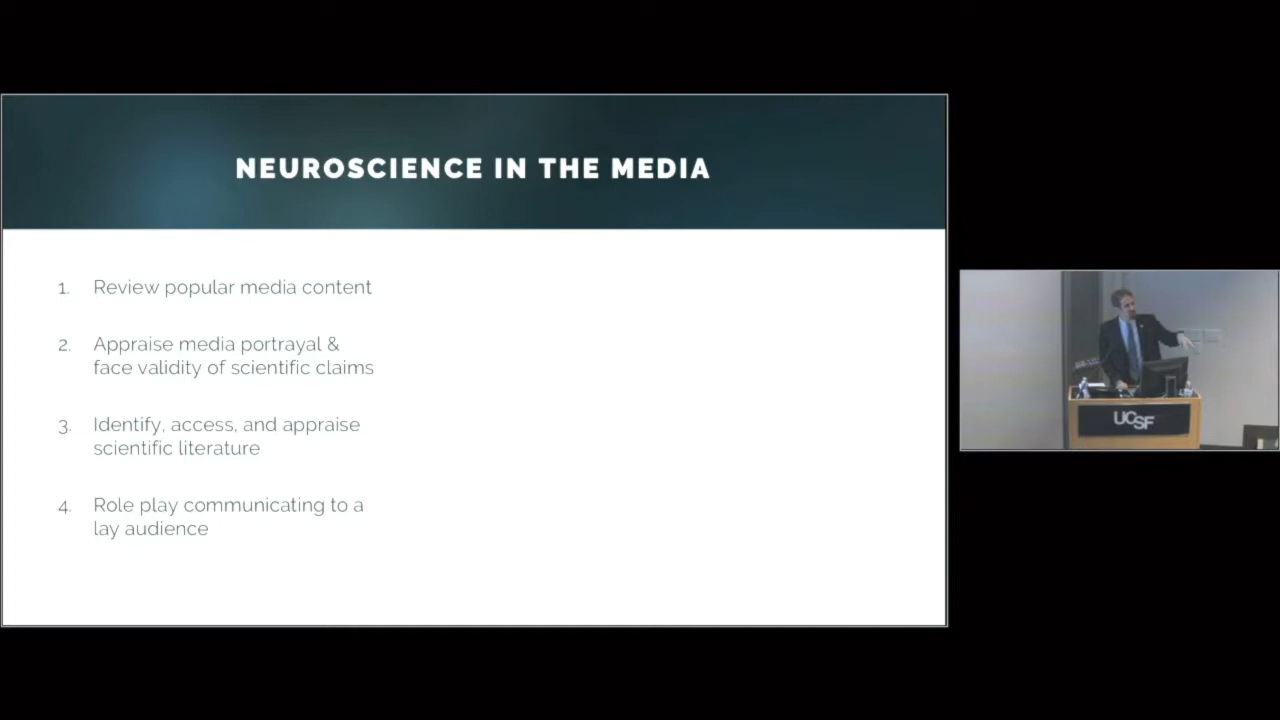 NEUROSCIENCE IN THE MEDIA
1. Review popular media content
2. Appraise media portrayal &
face validity of scientific claims
3. Identify, access, and appraise
scientific literature
4. Role play communicating to a
lay audience
UCSF